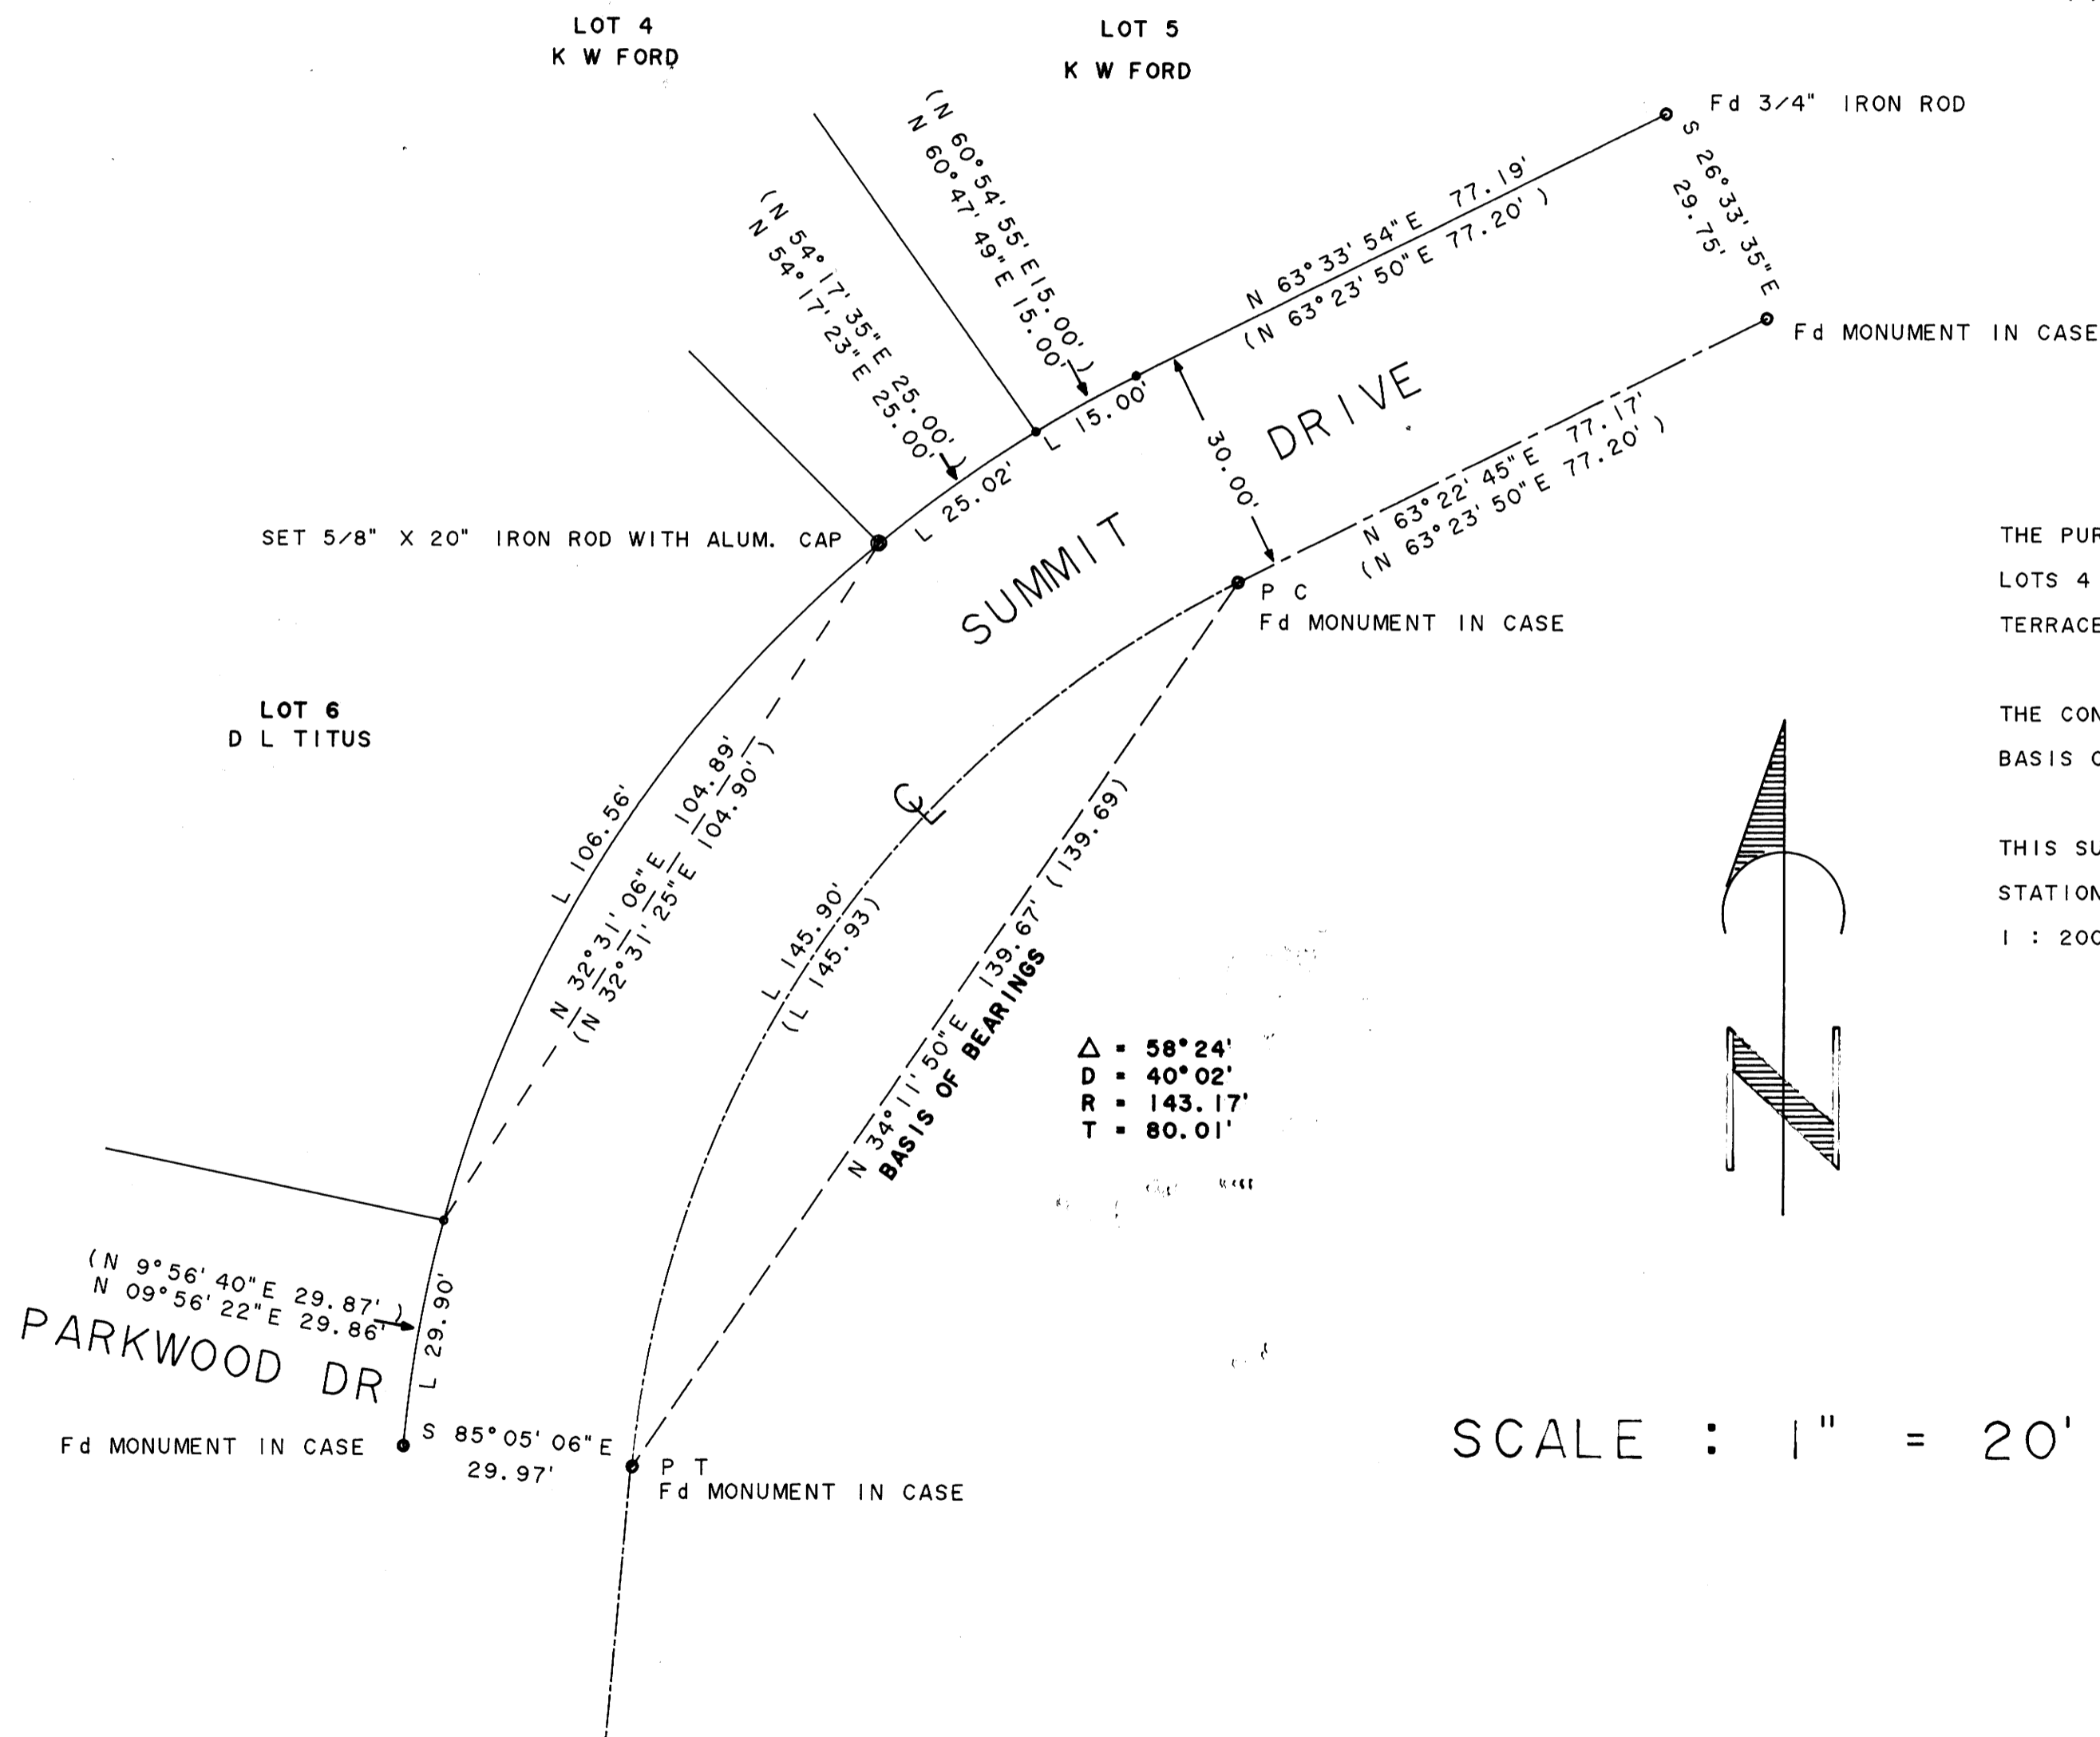 LOT 4
K W FORD
LOT 5
K W FORD
(N 60°54'55'E 15.00')
N 60°47'49"E 15.00'
(N 54°17'35"E 25.00')
N 54°17'23"E 25.00'
Fd 3/4" IRON ROD
S 26°33'35"E
29.75'
N 63°33'54"E 77.19'
(N 63°23'50"E 77.20')
Fd MONUMENT IN CASE
L 15.00'
L 25.02'
30.00'
SUMMIT DRIVE
N 63°22'45"E 77.17'
(N 63°23'50"E 77.20')
SET 5/8" X 20" IRON ROD WITH ALUM. CAP
P C
Fd MONUMENT IN CASE
THE PUR
LOTS 4
TERRACE
THE CON
BASIS O
THIS SU
STATION
1 : 200
LOT 6
D L TITUS
L 106.56'
N 32°31'06"E 104.89'
(N 32°31'25"E 104.90')
CL
L 145.90'
(L 145.93)
N 34°11'50"E 139.67' (139.69)
BASIS OF BEARINGS
△ = 58°24'
D = 40°02'
R = 143.17'
T = 80.01'
N
(N 9°56'40"E 29.87')
N 09°56'22"E 29.86'
L 29.90'
PARKWOOD DR
Fd MONUMENT IN CASE
S 85°05'06"E
29.97'
P T
Fd MONUMENT IN CASE
SCALE : 1" = 20'